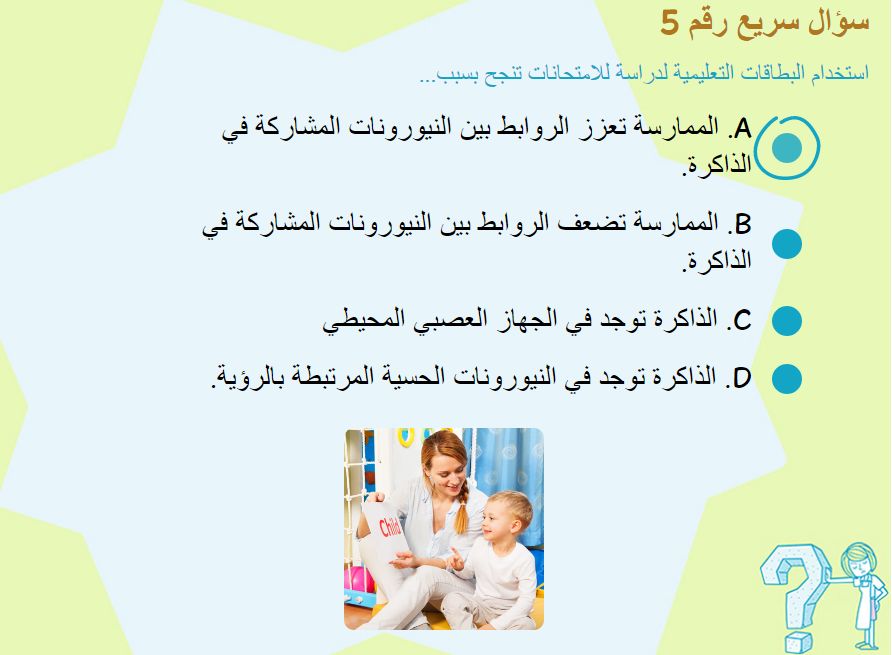 سؤال سريع رقم 5
استخدام البطاقات التعليمية لدراسة للامتحانات تنجح بسبب...
A. الممارسة تعزز الروابط بين النيورونات المشاركة في
الذاكرة.
B. الممارسة تضعف الروابط بين النيورونات المشاركة في
الذاكرة.
C. الذاكرة توجد في الجهاز العصبي المحيطي
D. الذاكرة توجد في النيورونات الحسية المرتبطة بالرؤية.
Child